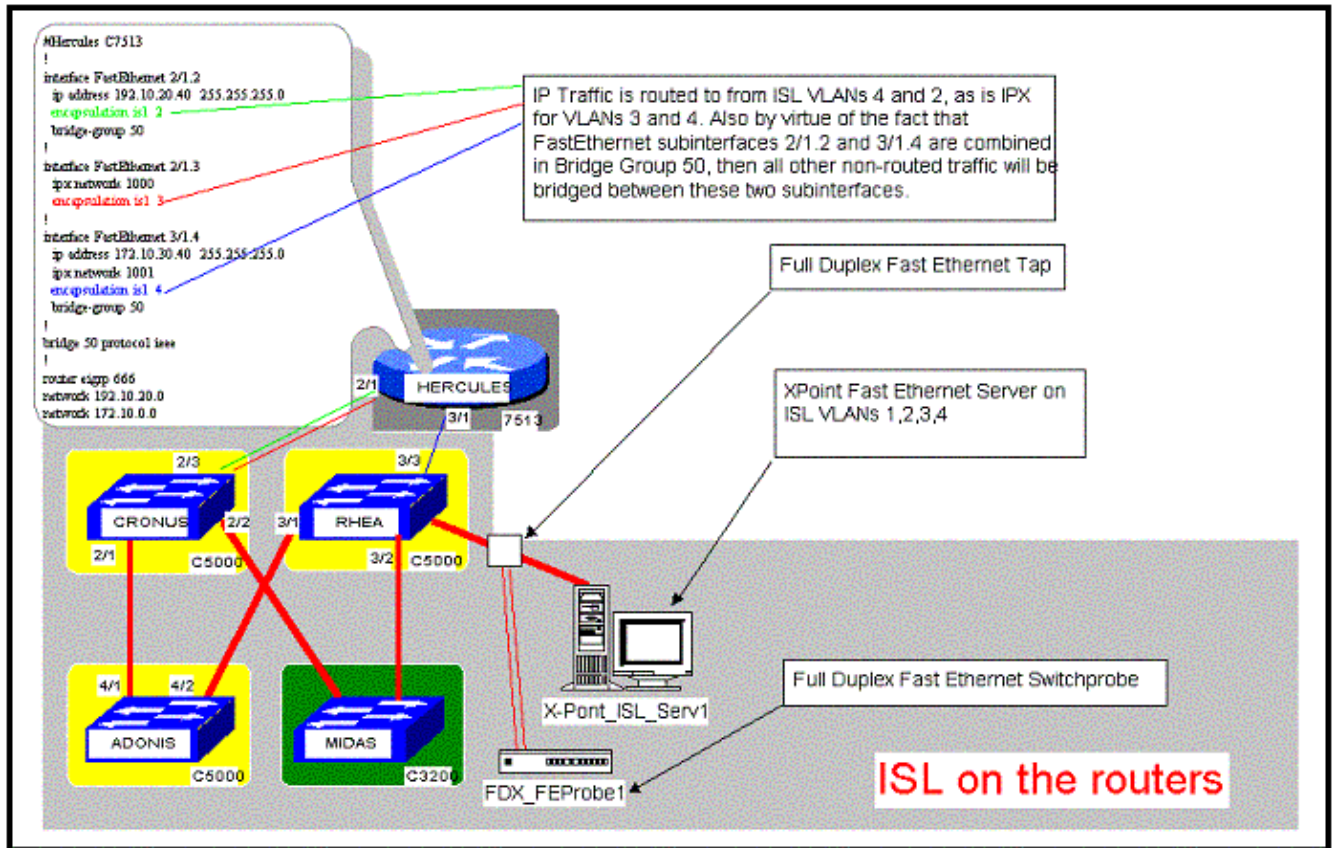 #Hercules C7513
!
interface FastEthernet 2/1.2
ip address 192.10.20.40 255.255.255.0
encapsulation isl 2
bridge-group 50
!
interface FastEthernet 2/1.3
ipx network 1000
encapsulation isl 3
!
interface FastEthernet 3/1.4
ip address 172.10.30.40 255.255.255.0
ipx network 1001
encapsulation isl 4
bridge-group 50
!
bridge 50 protocol ieee
!
router eigrp 666
network 192.10.20.0
network 172.10.0.0
IP Traffic is routed to from ISL VLANs 4 and 2, as is IPX
for VLANs 3 and 4. Also by virtue of the fact that
FastEthernet subinterfaces 2/1.2 and 3/1.4 are combined
in Bridge Group 50, then all other non-routed traffic will be
bridged between these two subinterfaces.
Full Duplex Fast Ethernet Tap
XPoint Fast Ethernet Server on
ISL VLANs 1,2,3,4
2/1
HERCULES
3/1
7513
2/3
3/3
CRONUS
2/2
3/1
RHEA
2/1
C5000
3/2
C5000
4/1
4/2
ADONIS
C5000
MIDAS
C3200
X-Pont_ISL_Serv1
Full Duplex Fast Ethernet Switchprobe
FDX_FEProbe1
ISL on the routers